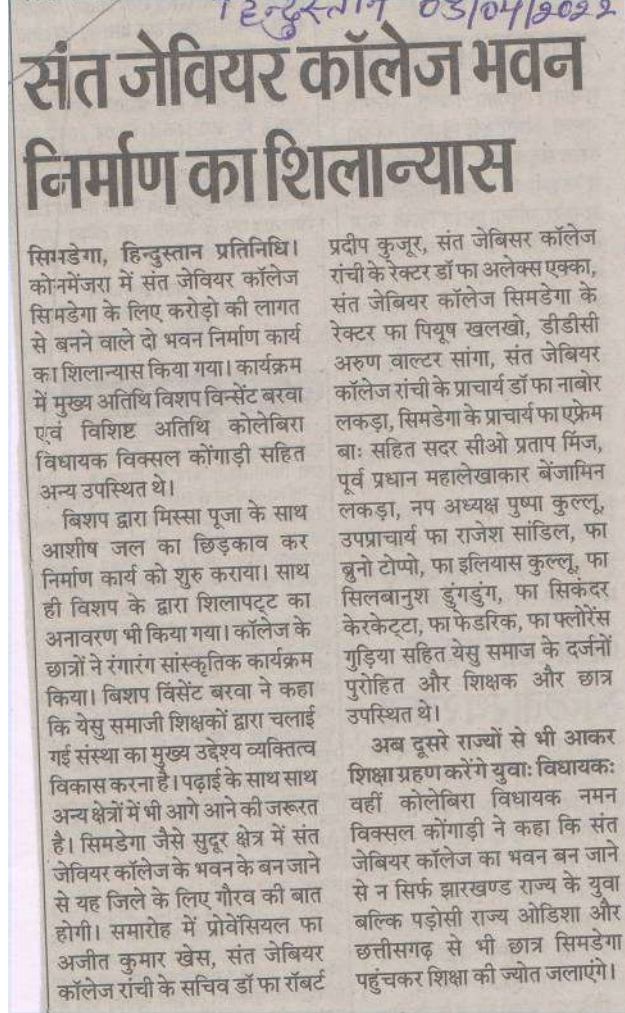 हिन्दुस्तान 03/04/2022
संत जेवियर कॉलेज भवन
निर्माण का शिलान्यास
सिमडेगा, हिन्दुस्तान प्रतिनिधि।
कोनमेंजरा में संत जेवियर कॉलेज
सिमडेगा के लिए करोड़ो की लागत
से बनने वाले दो भवन निर्माण कार्य
का शिलान्यास किया गया। कार्यक्रम
में मुख्य अतिथि विशप विन्सेंट बरवा
एवं विशिष्ट अतिथि कोलेबिरा
विधायक विक्सल कोंगाड़ी सहित
अन्य उपस्थित थे।
बिशप द्वारा मिस्सा पूजा के साथ
आशीष जल का छिड़काव कर
निर्माण कार्य को शुरु कराया। साथ
ही विशप के द्वारा शिलापट्ट का
अनावरण भी किया गया। कॉलेज के
छात्रों ने रंगारंग सांस्कृतिक कार्यक्रम
किया। बिशप विंसेंट बरवा ने कहा
कि येसु समाजी शिक्षकों द्वारा चलाई
गई संस्था का मुख्य उद्देश्य व्यक्तित्व
विकास करना है। पढ़ाई के साथ साथ
अन्य क्षेत्रों में भी आगे आने की जरूरत
है। सिमडेगा जैसे सुदूर क्षेत्र में संत
जेवियर कॉलेज के भवन के बन जाने
से यह जिले के लिए गौरव की बात
होगी। समारोह में प्रोवेंसियल फा
अजीत कुमार खेस, संत जेबियर
कॉलेज रांची के सचिव डॉ फा रॉबर्ट
प्रदीप कुजूर, संत जेबिसर कॉलेज
रांची के रेक्टर डॉ फा अलेक्स एक्का,
संत जेबियर कॉलेज सिमडेगा के
रेक्टर फा पियूष खलखो, डीडीसी
अरुण वाल्टर सांगा, संत जेबियर
कॉलेज रांची के प्राचार्य डॉ फा नाबोर
लकड़ा, सिमडेगा के प्राचार्य फा एफ्रेम
बाः सहित सदर सीओ प्रताप मिंज,
पूर्व प्रधान महालेखाकार बेंजामिन
लकड़ा, नप अध्यक्ष पुष्पा कुल्लू,
उपप्राचार्य फा राजेश सांडिल, फा
ब्रुनो टोप्पो, फा इलियास कुल्लू, फा
सिलबानुश डुंगडुंग, फा सिकंदर
केरकेट्टा, फा फेडरिक, फा फ्लोरेंस
गुड़िया सहित येसु समाज के दर्जनों
पुरोहित और शिक्षक और छात्र
उपस्थित थे।
अब दूसरे राज्यों से भी आकर
शिक्षा ग्रहण करेंगे युवाः विधायकः
वहीं कोलेबिरा विधायक नमन
विक्सल कोंगाड़ी ने कहा कि संत
जेबियर कॉलेज का भवन बन जाने
से न सिर्फ झारखण्ड राज्य के युवा
बल्कि पड़ोसी राज्य ओडिशा और
छत्तीसगढ़ से भी छात्र सिमडेगा
पहुंचकर शिक्षा की ज्योत जलाएंगे।